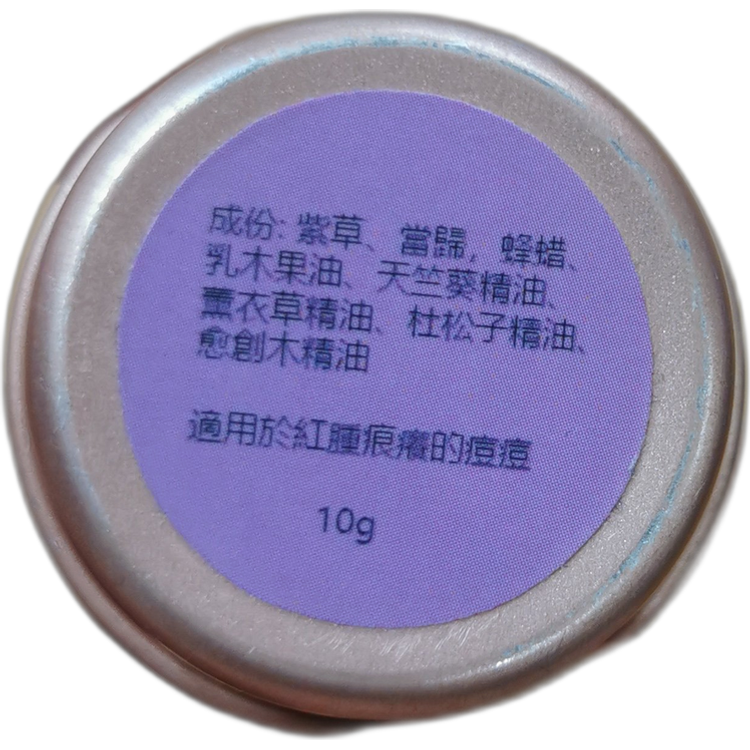 成份: 紫草、當歸, 蜂蜡、
乳木果油、天竺葵精油、
薰衣草精油、杜松子精油、
愈創木精油
適用於紅腫痕癢的痘痘
10g